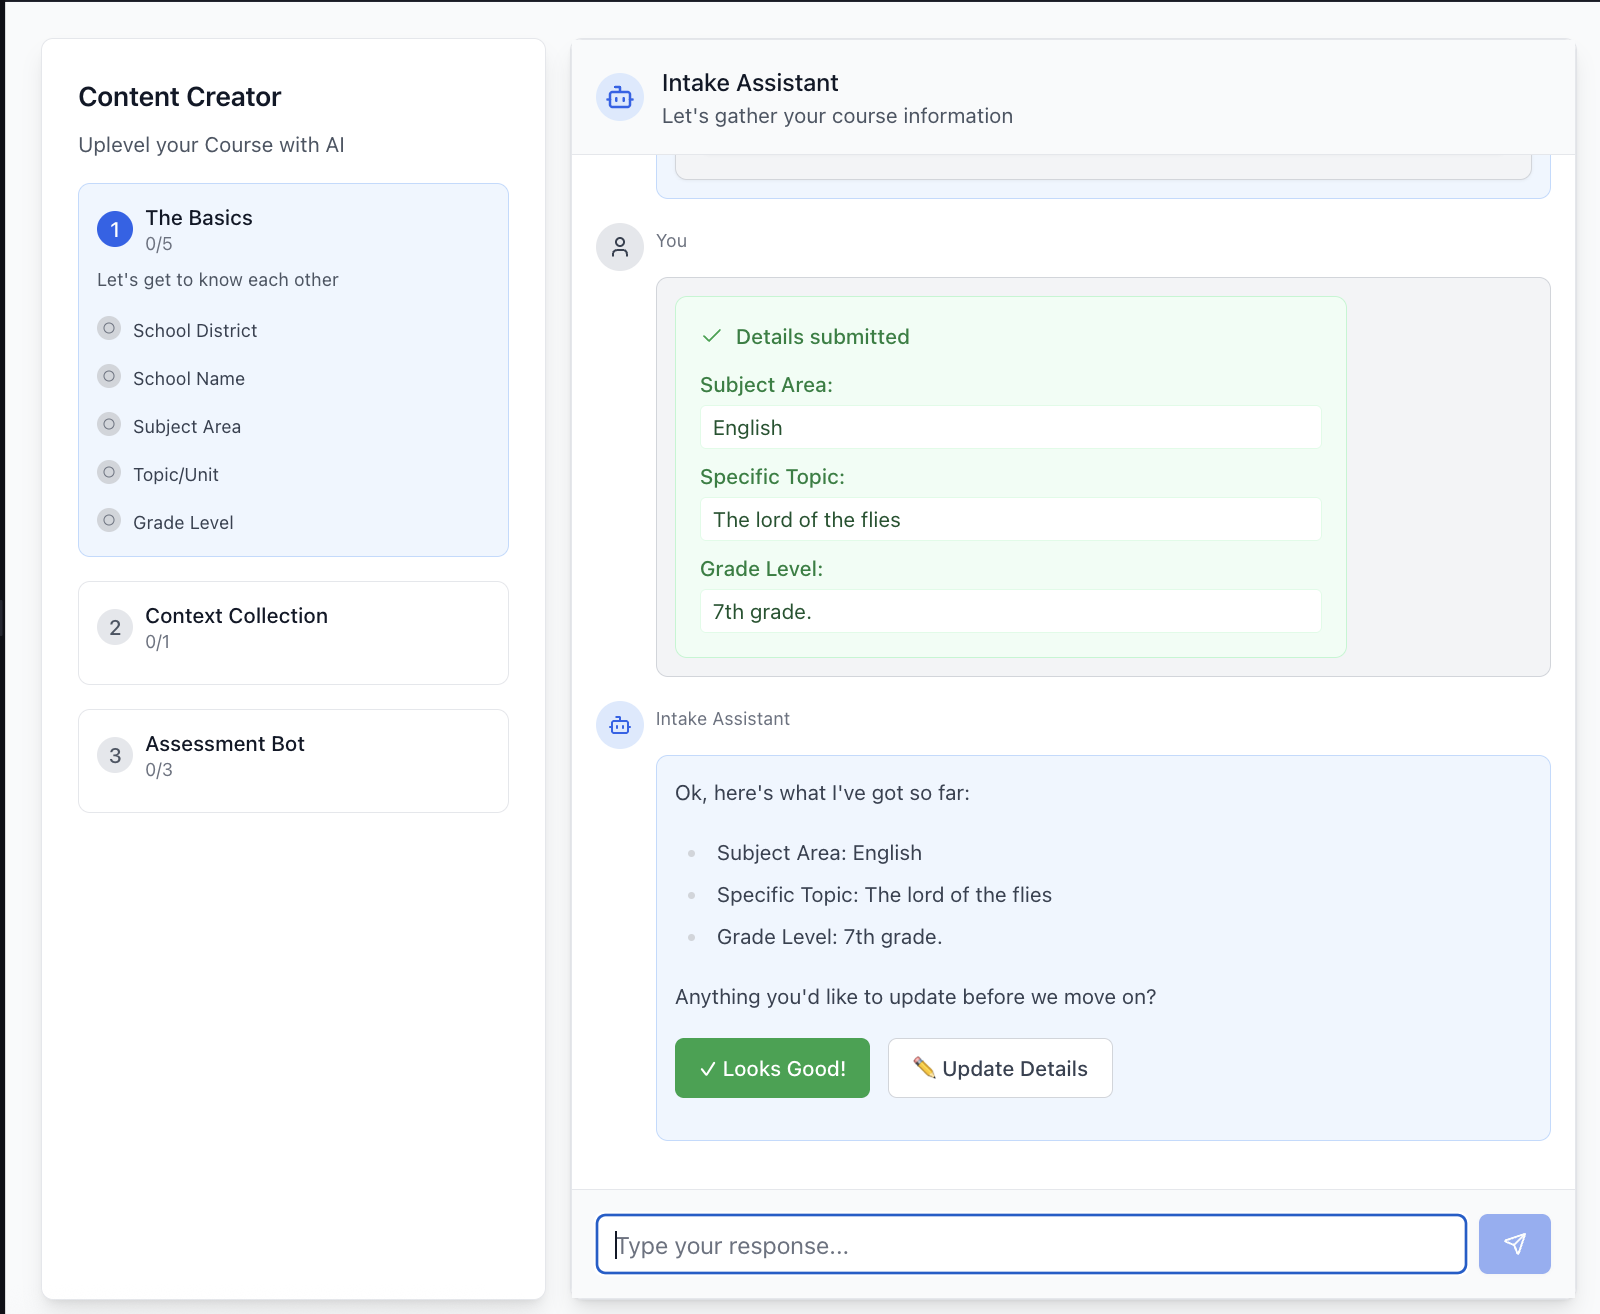 Content Creator
Uplevel your Course with AI
1
The Basics
0/5
Let's get to know each other
School District
School Name
Subject Area
Topic/Unit
Grade Level
2
Context Collection
0/1
3
Assessment Bot
0/3
Intake Assistant
Let's gather your course information
You
✓ Details submitted
Subject Area:
English
Specific Topic:
The lord of the flies
Grade Level:
7th grade.
Intake Assistant
Ok, here's what I've got so far:
• Subject Area: English
• Specific Topic: The lord of the flies
• Grade Level: 7th grade.
Anything you'd like to update before we move on?
✓ Looks Good!
✏️ Update Details
Type your response...